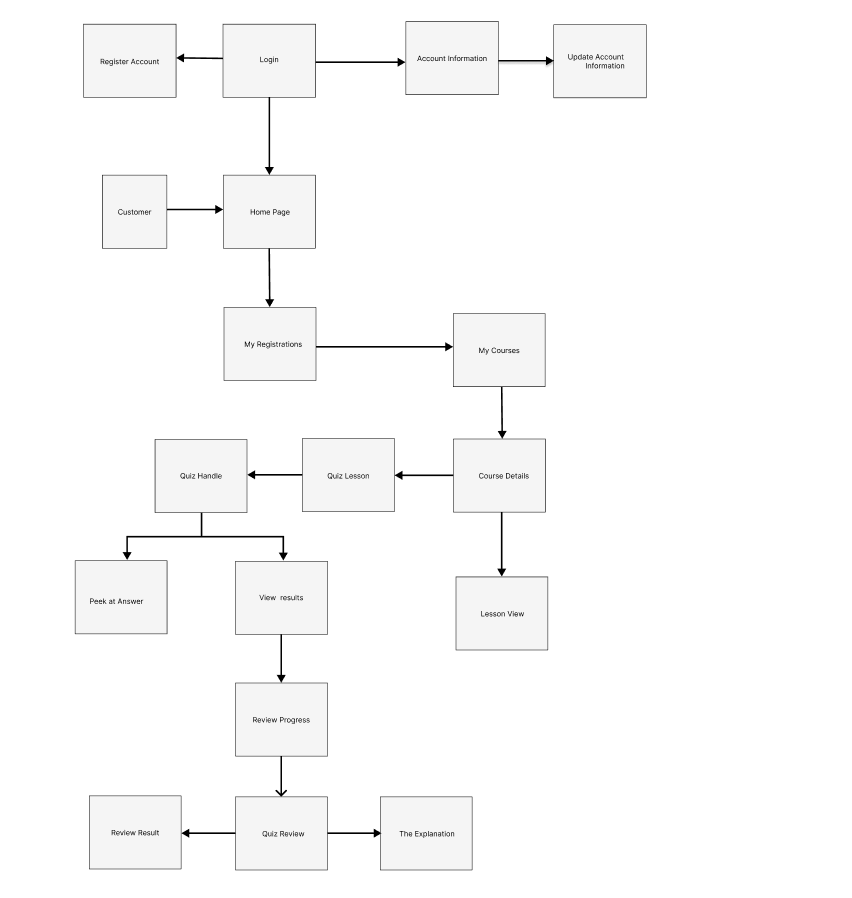 Register Account
Login
Account Information
Update Account
Information
Customer
Home Page
My Registrations
My Courses
Quiz Handle
Quiz Lesson
Course Details
Peek at Answer
View results
Lesson View
Review Progress
Review Result
Quiz Review
The Explanation